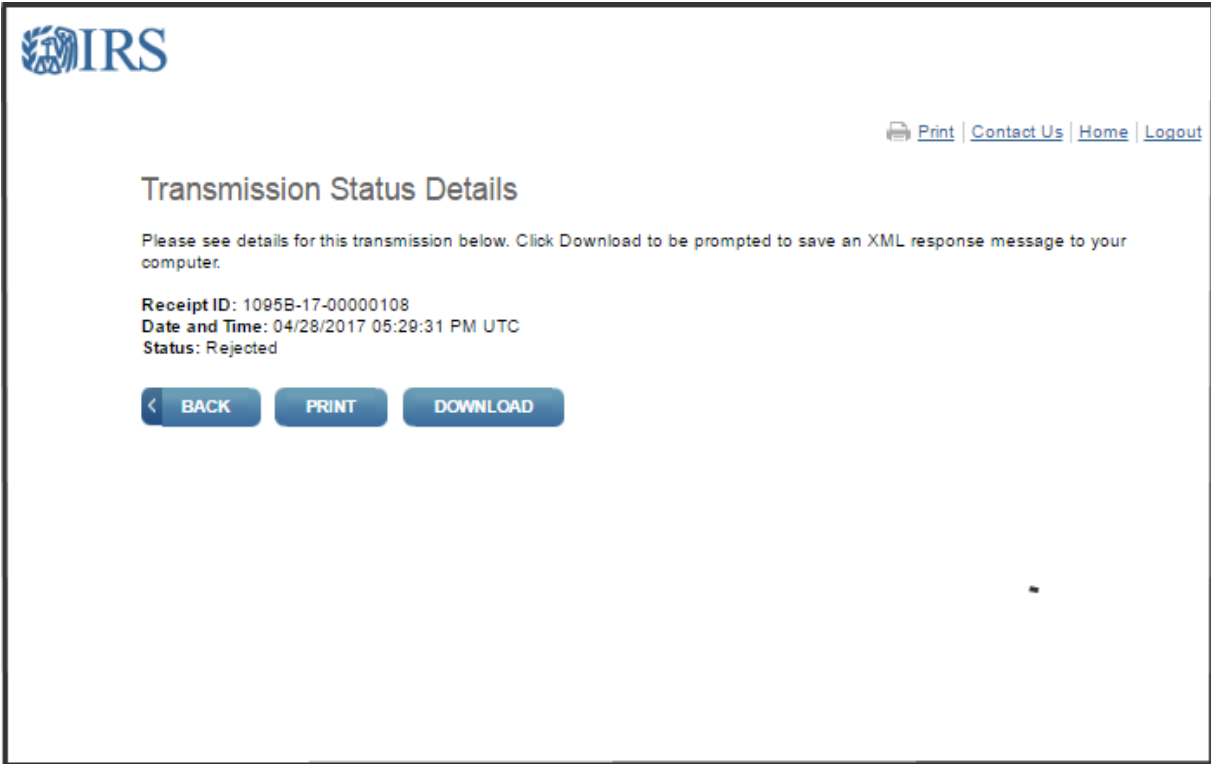 IRS
Print | Contact Us | Home | Logout
Transmission Status Details
Please see details for this transmission below. Click Download to be prompted to save an XML response message to your
computer.
Receipt ID: 1095B-17-00000108
Date and Time: 04/28/2017 05:29:31 PM UTC
Status: Rejected
BACK PRINT DOWNLOAD